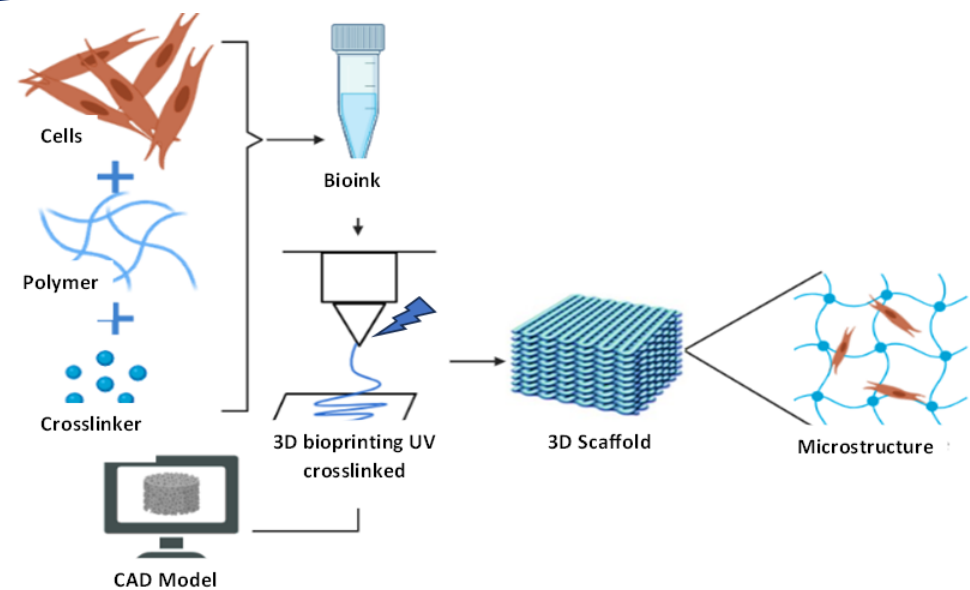 Cells
Polymer
Crosslinker
Bioink
3D bioprinting UV
crosslinked
CAD Model
3D Scaffold
Microstructure